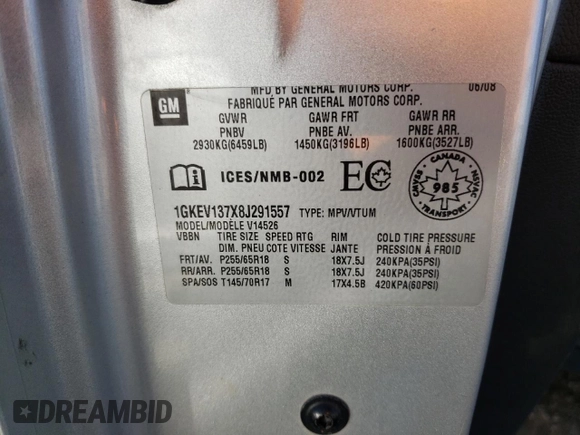 MFD BY GENERAL MOTORS CORP. 06/08
FABRIQUÉ PAR GENERAL MOTORS CORP.
GM
GVWR GAWR FRT GAWR RR
PNBV PNBE AV. PNBE ARR.
2930KG(6459LB) 1450KG(3196LB) 1600KG(3527LB)
ICES/NMB-002 EC
CANADA
CMVSS 985 NSVAC
TRANSPORT
1GKEV137X8J291557 TYPE: MPV/VTUM
MODEL/MODÈLE V14526
VBBN TIRE SIZE SPEED RTG RIM COLD TIRE PRESSURE
DIM. PNEU COTE VITESSE JANTE PRESSION À FROID
FRT/AV. P255/65R18 S 18X7.5J 240KPA(35PSI)
RR/ARR. P255/65R18 S 18X7.5J 240KPA(35PSI)
SPA/SOS T145/70R17 M 17X4.5B 420KPA(60PSI)
DREAMBID